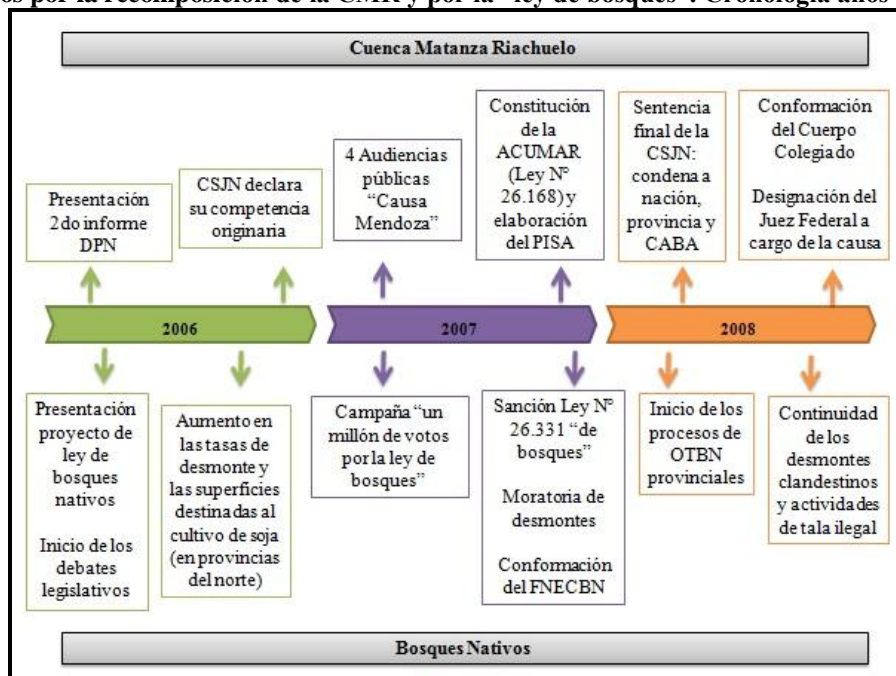 os por la recomposición de la CMR y por la "ley de bosques". Cronología años
Cuenca Matanza Riachuelo
Presentación
2do informe
DPN
CSJN declara
su competencia
originaria
4 Audiencias
públicas
"Causa
Mendoza"
Constitución
de la
ACUMAR
(Ley N°
26.168) y
elaboración
del PISA
Sentencia
final de la
CSJN:
condena a
nación,
provincia y
CABA
Conformación
del Cuerpo
Colegiado
Designación del
Juez Federal a
cargo de la causa
2006
2007
2008
Presentación
proyecto de
ley de
bosques
nativos
Inicio de los
debates
legislativos
Aumento en
las tasas de
desmonte y
las superficies
destinadas al
cultivo de soja
(en provincias
del norte)
Campaña "un
millón de votos
por la ley de
bosques"
Sanción Ley N°
26.331 "de
bosques"
Moratoria de
desmontes
Conformación
del FNECBN
Inicio de los
procesos de
OTBN
provinciales
Continuidad
de los
desmontes
clandestinos
y actividades
de tala ilegal
Bosques Nativos